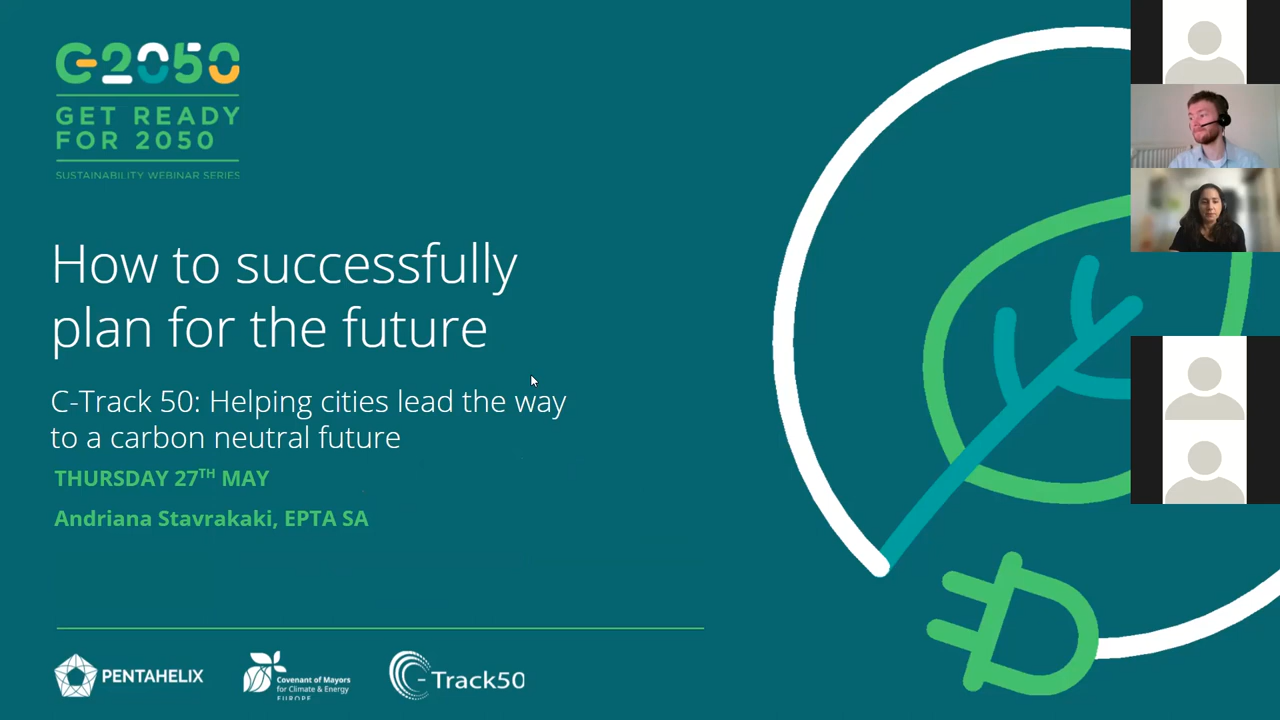 C-2050
GET READY
FOR 2050
SUSTAINABILITY WEBINAR SERIES
How to successfully
plan for the future
C-Track 50: Helping cities lead the way
to a carbon neutral future
THURSDAY 27TH MAY
Andriana Stavrakaki, EPTA SA
PENTAHELIX
Covenant of Mayors
for Climate & Energy
EUROPE
C-Track50